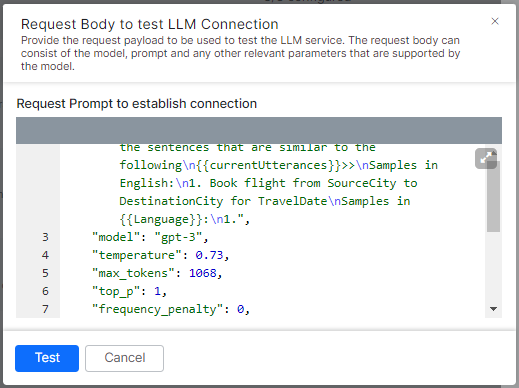 Request Body to test LLM Connection
Provide the request payload to be used to test the LLM service. The request body can
consist of the model, prompt and any other relevant parameters that are supported by
the model.
Request Prompt to establish connection
the sentences that are similar to the
following\n{{currentUtterances}}>>\nSamples in
English:\n1. Book flight from SourceCity to
DestinationCity for TravelDate\nSamples in
{{Language}}:\n1.",
3 "model": "gpt-3",
4 "temperature": 0.73,
5 "max_tokens": 1068,
6 "top_p": 1,
7 "frequency_penalty": 0,
Test Cancel